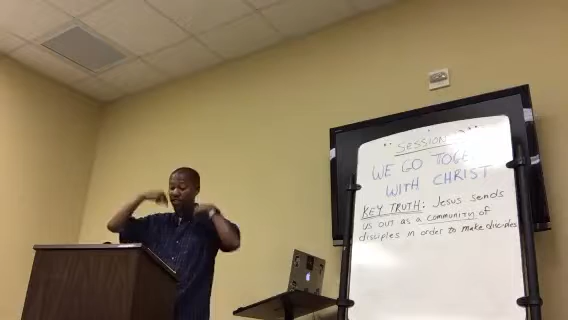 " SESSION
WE GO TOGE
WITH CHRIST
KEY TRUTH: Jesus sends
us out as a community of
disciples in order to make disciples